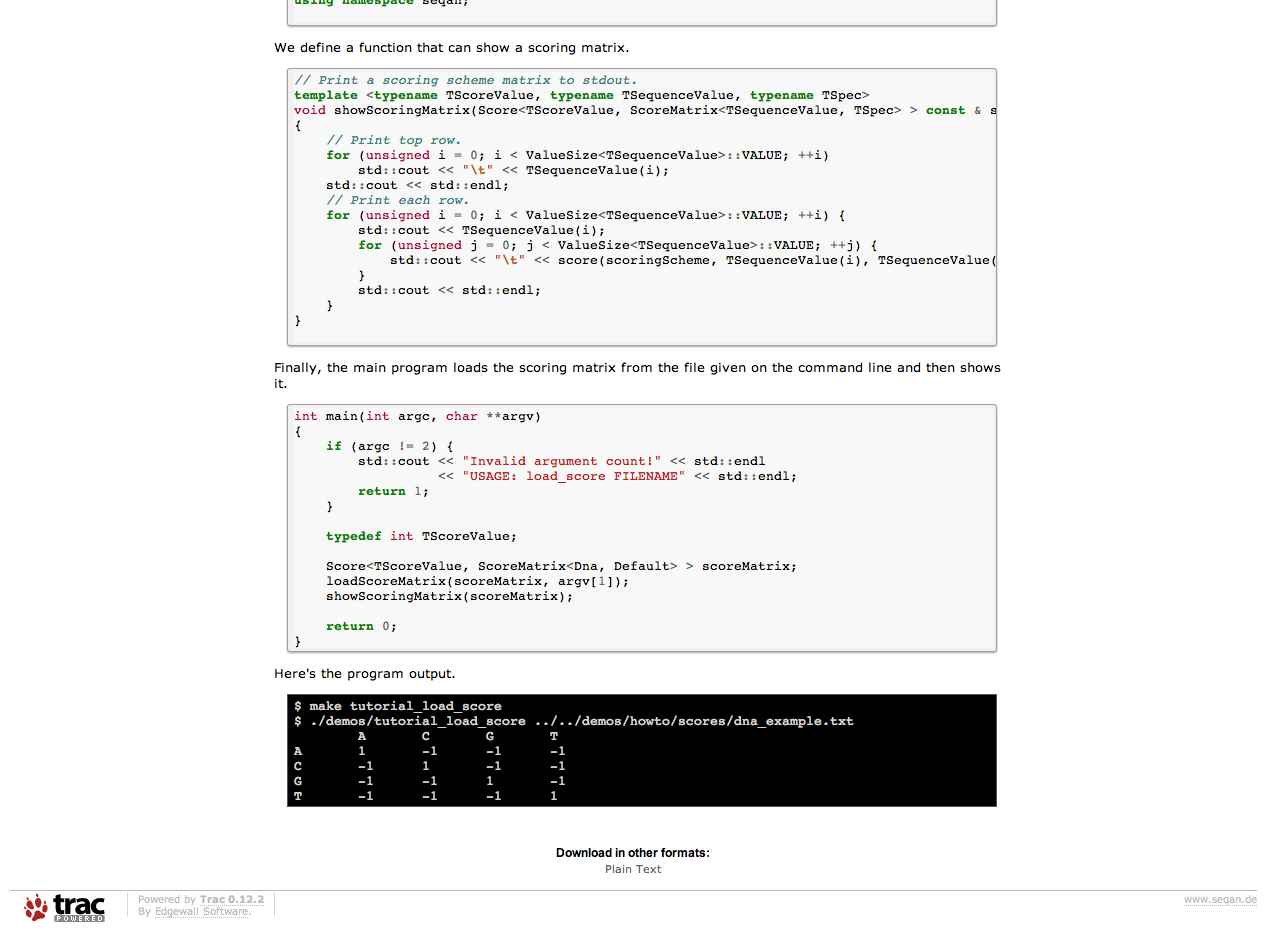 using namespace seqan;
We define a function that can show a scoring matrix.
// Print a scoring scheme matrix to stdout.
template <typename TScoreValue, typename TSequenceValue, typename TSpec>
void showScoringMatrix(Score<TScoreValue, ScoreMatrix<TSequenceValue, TSpec> > const & s
{
    // Print top row.
    for (unsigned i = 0; i < ValueSize<TSequenceValue>::VALUE; ++i)
        std::cout << "\t" << TSequenceValue(i);
    std::cout << std::endl;
    // Print each row.
    for (unsigned i = 0; i < ValueSize<TSequenceValue>::VALUE; ++i) {
        std::cout << TSequenceValue(i);
        for (unsigned j = 0; j < ValueSize<TSequenceValue>::VALUE; ++j) {
            std::cout << "\t" << score(scoringScheme, TSequenceValue(i), TSequenceValue(
        }
        std::cout << std::endl;
    }
}
Finally, the main program loads the scoring matrix from the file given on the command line and then shows
it.
int main(int argc, char **argv)
{
    if (argc != 2) {
        std::cout << "Invalid argument count!" << std::endl
                  << "USAGE: load_score FILENAME" << std::endl;
        return 1;
    }
    typedef int TScoreValue;
    Score<TScoreValue, ScoreMatrix<Dna, Default> > scoreMatrix;
    loadScoreMatrix(scoreMatrix, argv[1]);
    showScoringMatrix(scoreMatrix);
    return 0;
}
Here's the program output.
$ make tutorial_load_score
$ ./demos/tutorial_load_score ../../demos/howto/scores/dna_example.txt
        A       C       G       T
A       1       -1      -1      -1
C       -1      1       -1      -1
G       -1      -1      1       -1
T       -1      -1      -1      1
Download in other formats:
Plain Text
trac POWERED
Powered by Trac 0.12.2
By Edgewall Software.
www.seqan.de